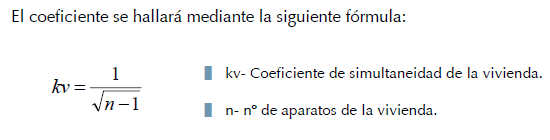 El coeficiente se hallará mediante la siguiente fórmula:
kv = 1 / √(n − 1)
kv- Coeficiente de simultaneidad de la vivienda.
n- nº de aparatos de la vivienda.